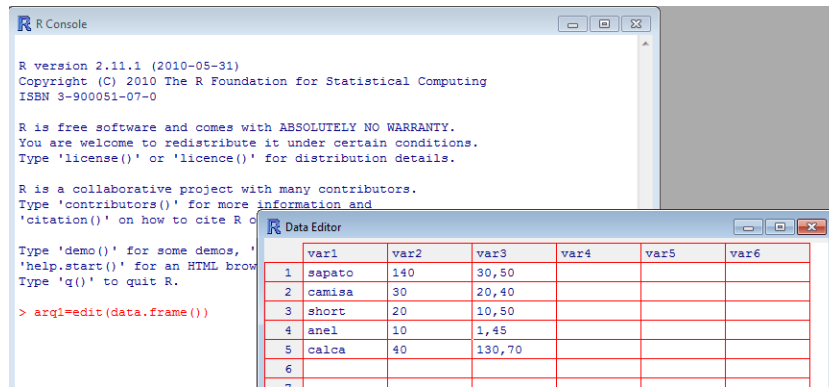 R Console
R version 2.11.1 (2010-05-31)
Copyright (C) 2010 The R Foundation for Statistical Computing
ISBN 3-900051-07-0
R is free software and comes with ABSOLUTELY NO WARRANTY.
You are welcome to redistribute it under certain conditions.
Type 'license()' or 'licence()' for distribution details.
R is a collaborative project with many contributors.
Type 'contributors()' for more information and
'citation()' on how to cite R o
Type 'demo()' for some demos, '
'help.start()' for an HTML brow
Type 'q()' to quit R.
> arq1=edit(data.frame())
Data Editor
var1 var2 var3 var4 var5 var6
1 sapato 140 30,50
2 camisa 30 20,40
3 short 20 10,50
4 anel 10 1,45
5 calca 40 130,70
6